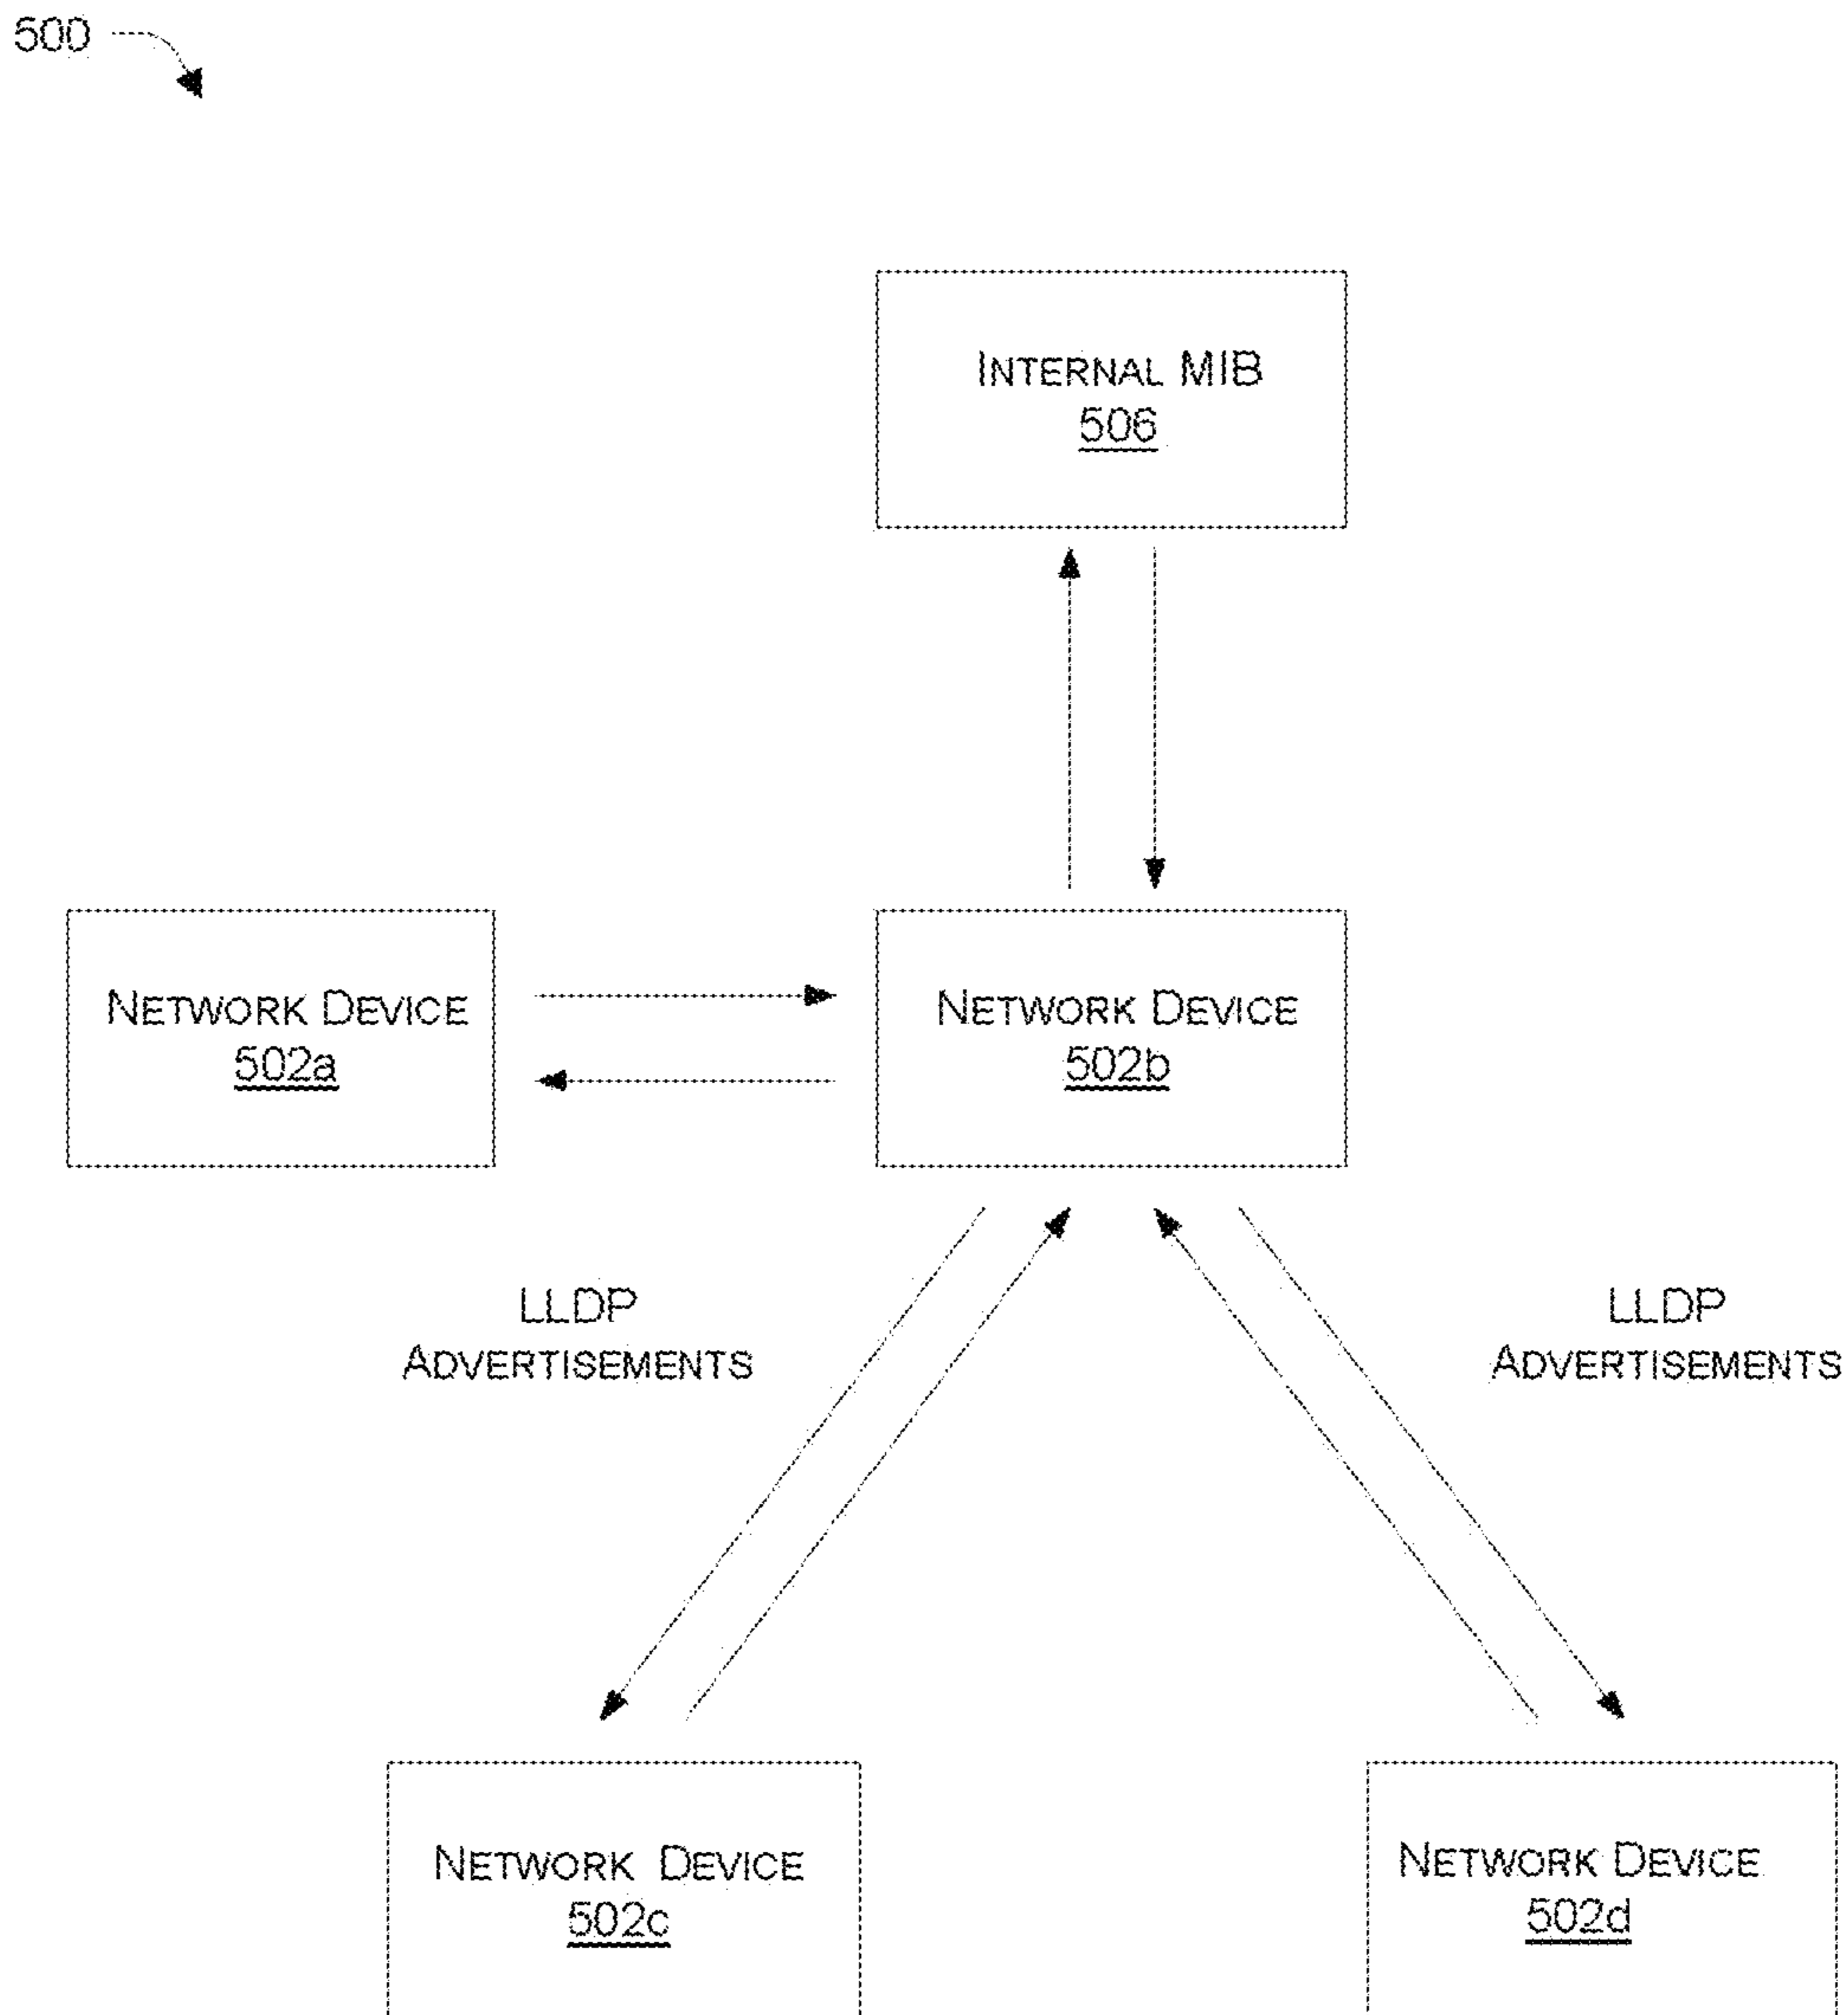 500
INTERNAL MIB
506
NETWORK DEVICE
502a
NETWORK DEVICE
502b
LLDP
ADVERTISEMENTS
LLDP
ADVERTISEMENTS
NETWORK DEVICE
502c
NETWORK DEVICE
502d